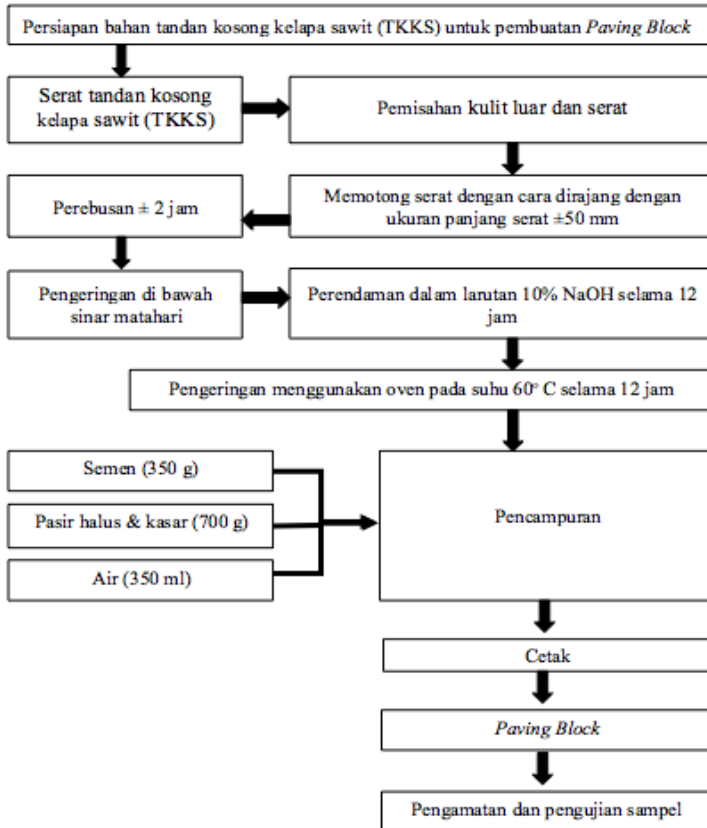 Persiapan bahan tandan kosong kelapa sawit (TKKS) untuk pembuatan Paving Block
Serat tandan kosong
kelapa sawit (TKKS)
Pemisahan kulit luar dan serat
Memotong serat dengan cara dirajang dengan
ukuran panjang serat ±50 mm
Perebusan ± 2 jam
Pengeringan di bawah
sinar matahari
Perendaman dalam larutan 10% NaOH selama 12
jam
Pengeringan menggunakan oven pada suhu 60° C selama 12 jam
Semen (350 g)
Pasir halus & kasar (700 g)
Air (350 ml)
Pencampuran
Cetak
Paving Block
Pengamatan dan pengujian sampel